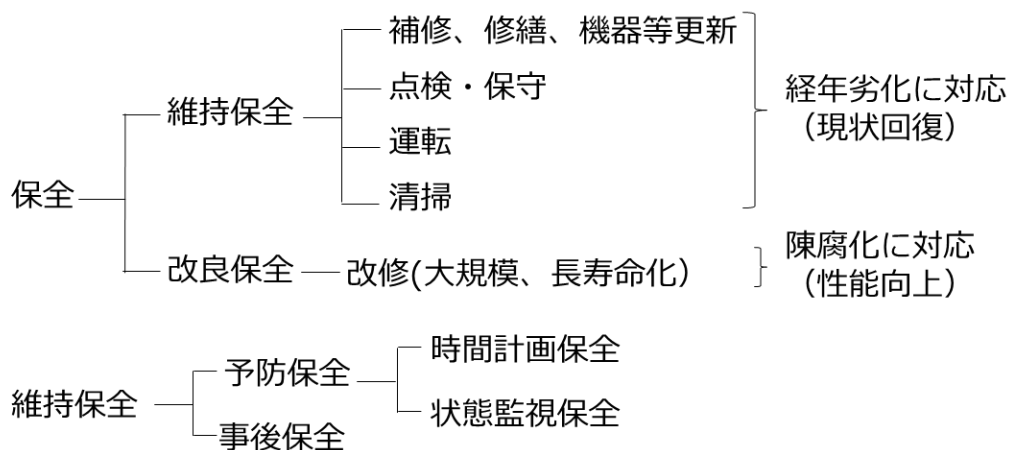 補修、修繕、機器等更新
点検・保守
経年劣化に対応
維持保全
(現状回復)
運転
保全
清掃
陳腐化に対応
改良保全
改修(大規模、長寿命化)
(性能向上)
時間計画保全
予防保全
維持保全
状態監視保全
事後保全